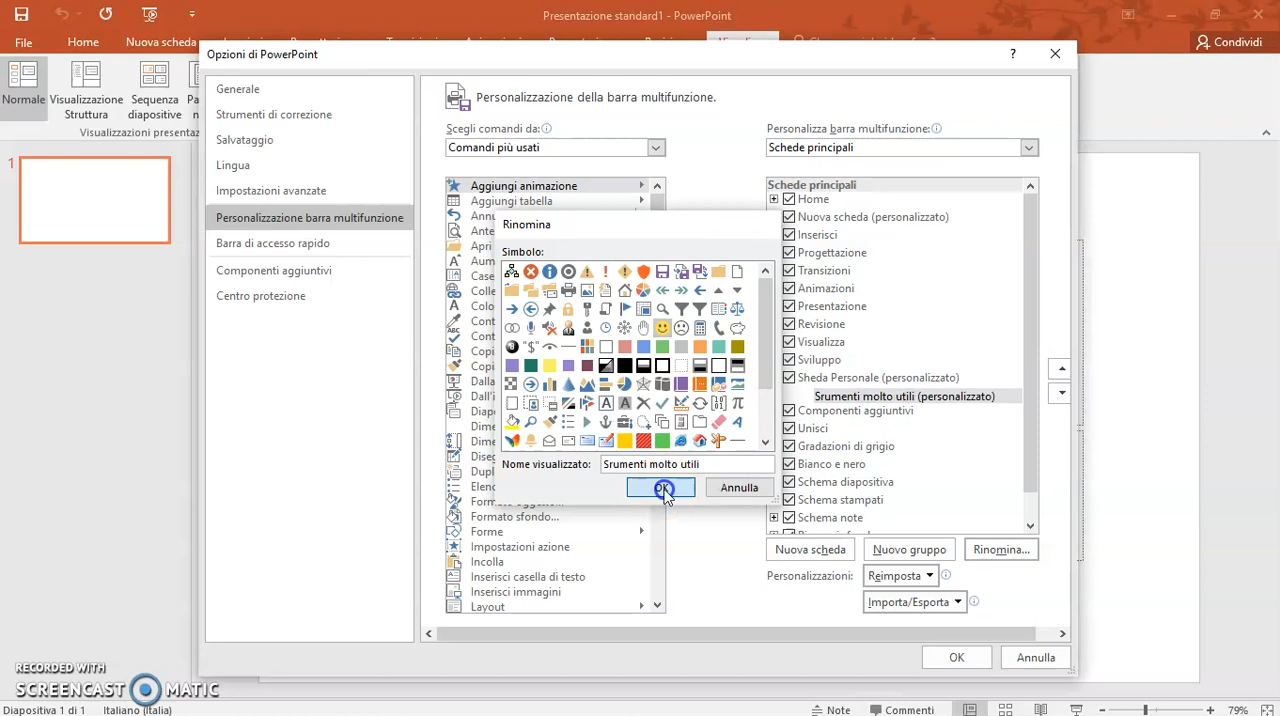 Presentazione standard1 - PowerPoint
File
Home
Nuova scheda
Condividi
Normale
Visualizzazione
Struttura
Sequenza
diapositive
Visualizzazioni
1
Opzioni di PowerPoint
?
Generale
Strumenti di correzione
Salvataggio
Lingua
Impostazioni avanzate
Personalizzazione barra multifunzione
Barra di accesso rapido
Componenti aggiuntivi
Centro protezione
Personalizzazione della barra multifunzione.
Scegli comandi da:
Comandi più usati
Aggiungi animazione
Aggiungi tabella
Formato sfondo...
Forme
Impostazioni azione
Incolla
Inserisci casella di testo
Inserisci immagini
Layout
Rinomina
Simbolo:
Nome visualizzato:
Srumenti molto utili
OK
Annulla
Personalizza barra multifunzione:
Schede principali
Schede principali
Home
Nuova scheda (personalizzato)
Inserisci
Progettazione
Transizioni
Animazioni
Presentazione
Revisione
Visualizza
Sviluppo
Sheda Personale (personalizzato)
Srumenti molto utili (personalizzato)
Componenti aggiuntivi
Unisci
Gradazioni di grigio
Bianco e nero
Schema diapositiva
Schema stampati
Schema note
Nuova scheda
Nuovo gruppo
Rinomina...
Personalizzazioni:
Reimposta
Importa/Esporta
OK
Annulla
RECORDED WITH
SCREENCAST MATIC
Diapositiva 1 di 1
Italiano (Italia)
Note
Commenti
79%